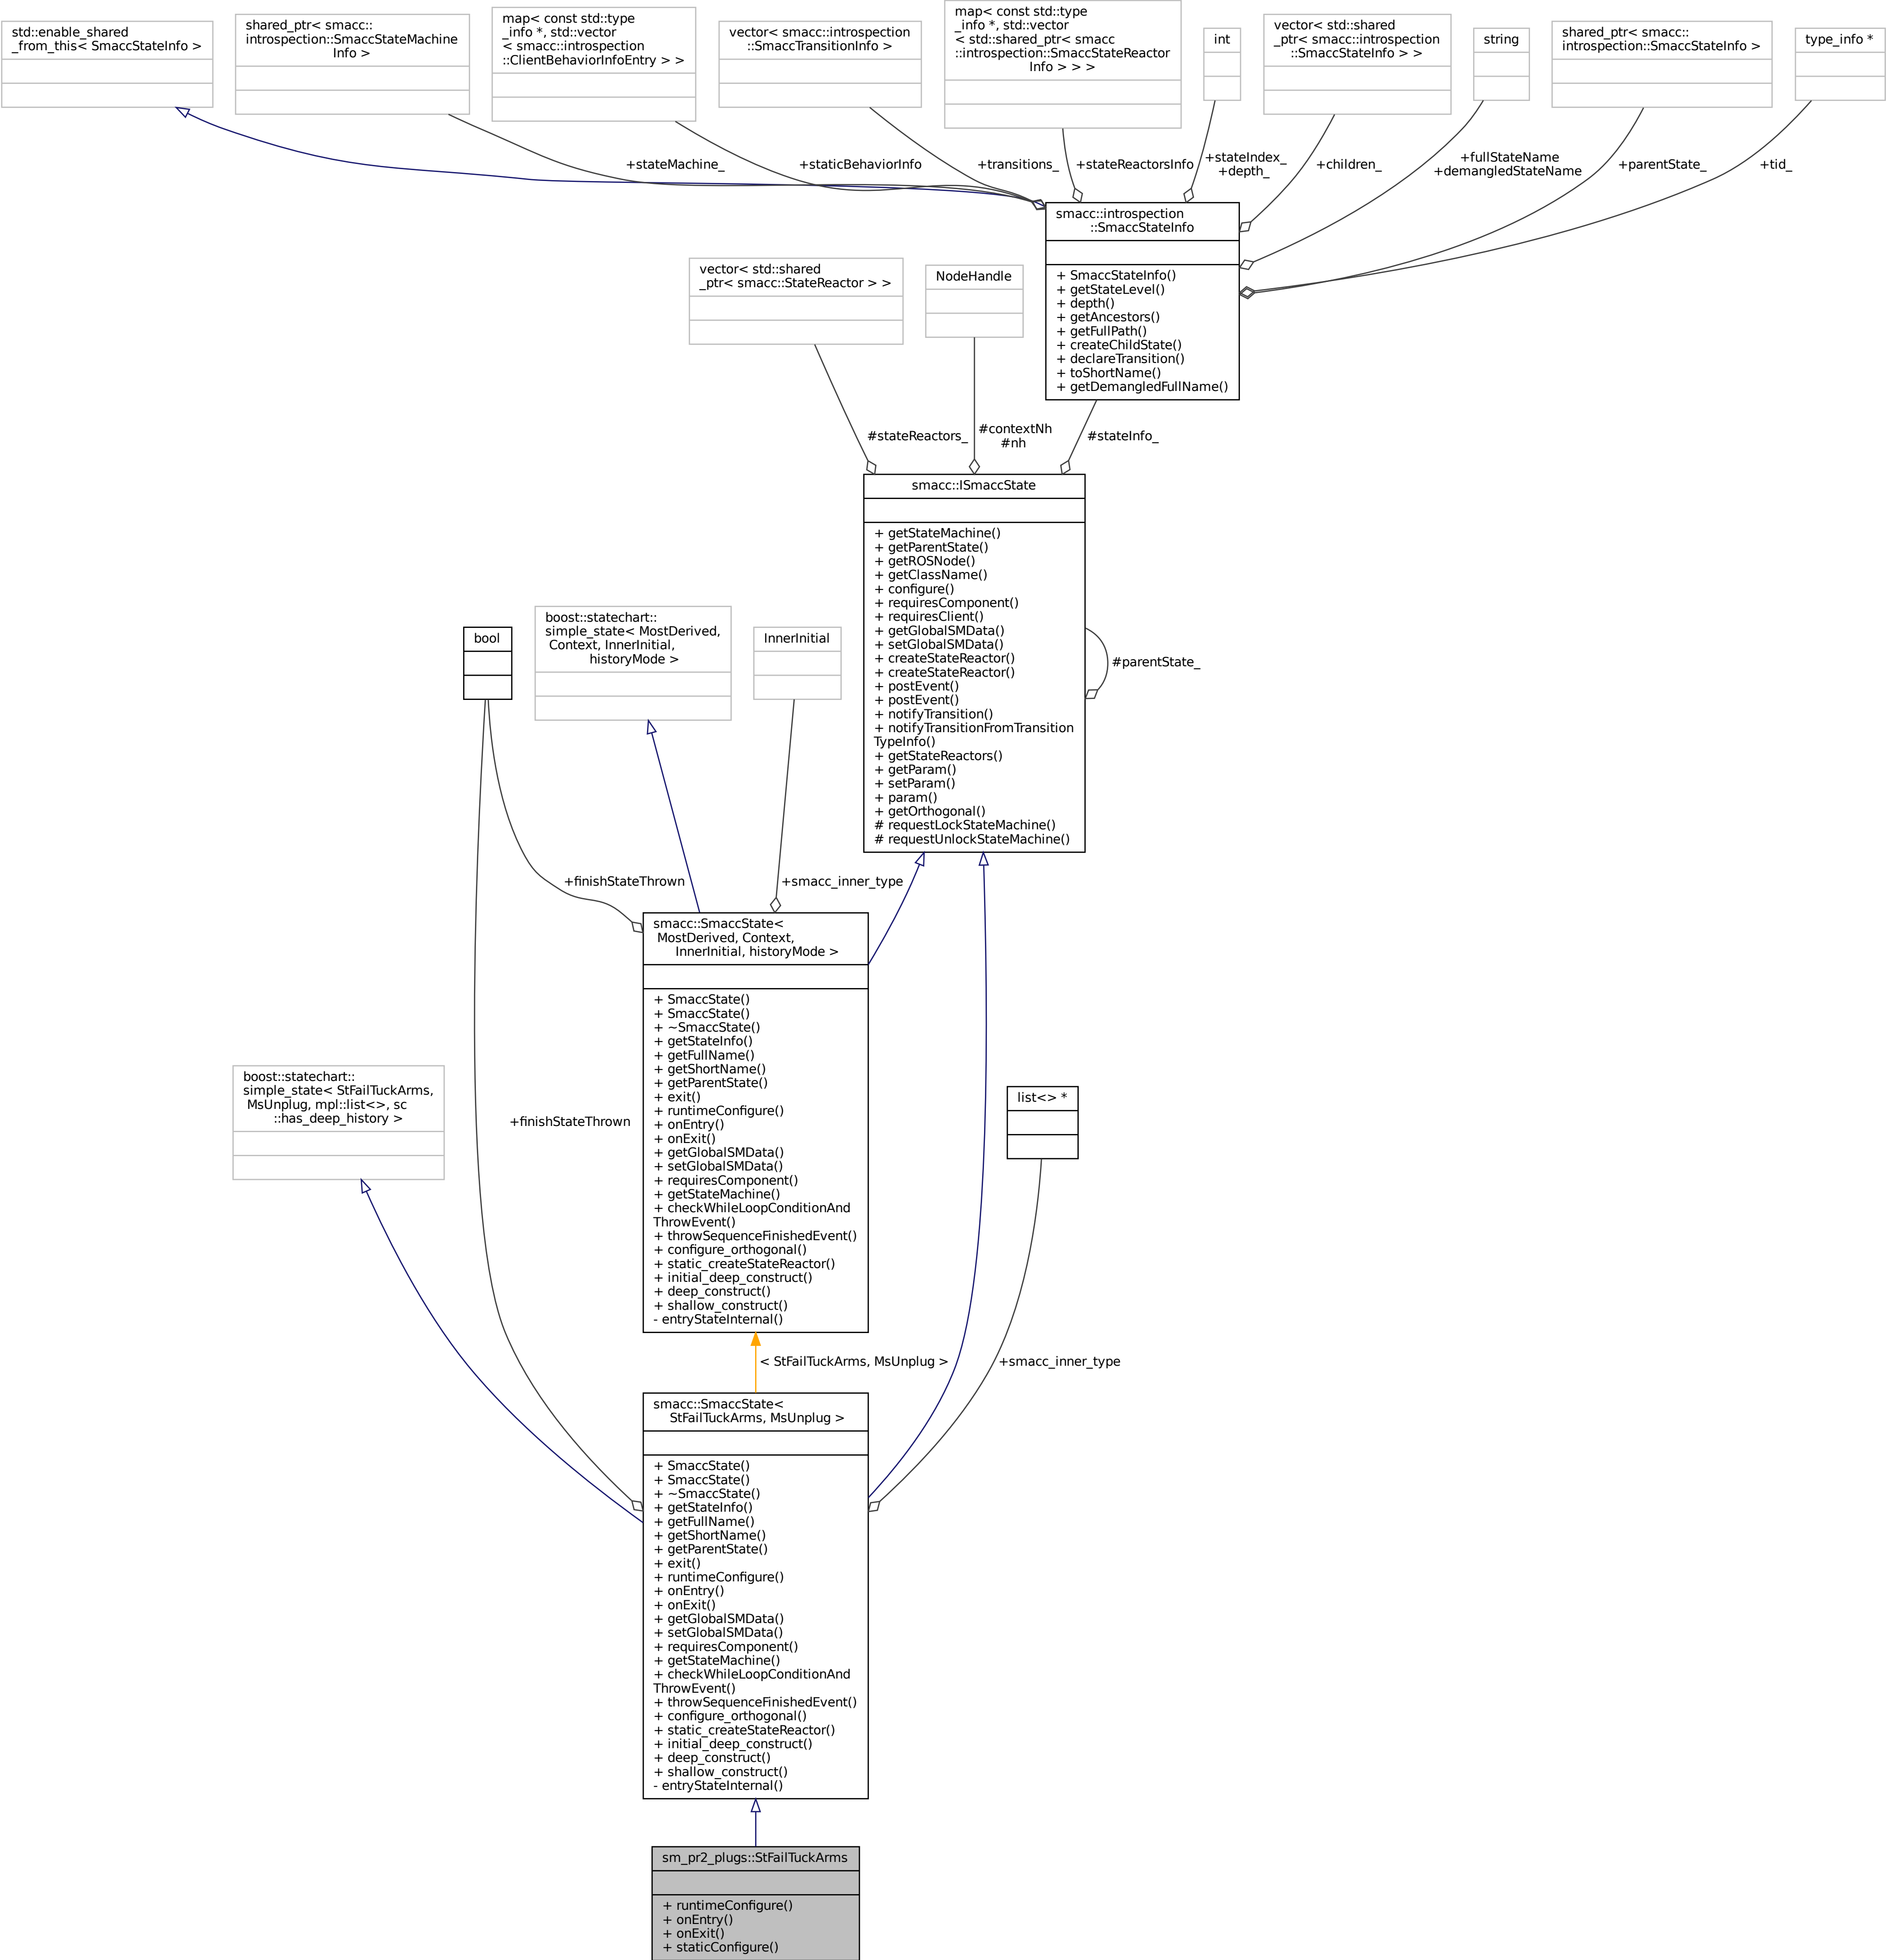 std::enable_shared
_from_this< SmaccStateInfo >
shared_ptr< smacc::
introspection::SmaccStateMachine
Info >
map< const std::type
_info *, std::vector
< smacc::introspection
::ClientBehaviorInfoEntry > >
vector< smacc::introspection
::SmaccTransitionInfo >
map< const std::type
_info *, std::vector
< std::shared_ptr< smacc
::introspection::SmaccStateReactor
Info > > >
int
vector< std::shared
_ptr< smacc::introspection
::SmaccStateInfo > >
string
shared_ptr< smacc::
introspection::SmaccStateInfo >
type_info *
+stateMachine_
+staticBehaviorInfo
+transitions_
+stateReactorsInfo
+stateIndex_
+depth_
+children_
+fullStateName
+demangledStateName
+parentState_
+tid_
smacc::introspection
::SmaccStateInfo
+ SmaccStateInfo()
+ getStateLevel()
+ depth()
+ getAncestors()
+ getFullPath()
+ createChildState()
+ declareTransition()
+ toShortName()
+ getDemangledFullName()
vector< std::shared
_ptr< smacc::StateReactor > >
NodeHandle
#stateReactors_
#contextNh
#nh
#stateInfo_
smacc::ISmaccState
+ getStateMachine()
+ getParentState()
+ getROSNode()
+ getClassName()
+ configure()
+ requiresComponent()
+ requiresClient()
+ getGlobalSMData()
+ setGlobalSMData()
+ createStateReactor()
+ createStateReactor()
+ postEvent()
+ postEvent()
+ notifyTransition()
+ notifyTransitionFromTransition
TypeInfo()
+ getStateReactors()
+ getParam()
+ setParam()
+ param()
+ getOrthogonal()
# requestLockStateMachine()
# requestUnlockStateMachine()
#parentState_
bool
boost::statechart::
simple_state< MostDerived,
Context, InnerInitial,
historyMode >
InnerInitial
+finishStateThrown
+smacc_inner_type
smacc::SmaccState<
MostDerived, Context,
InnerInitial, historyMode >
+ SmaccState()
+ SmaccState()
+ ~SmaccState()
+ getStateInfo()
+ getFullName()
+ getShortName()
+ getParentState()
+ exit()
+ runtimeConfigure()
+ onEntry()
+ onExit()
+ getGlobalSMData()
+ setGlobalSMData()
+ requiresComponent()
+ getStateMachine()
+ checkWhileLoopConditionAnd
ThrowEvent()
+ throwSequenceFinishedEvent()
+ configure_orthogonal()
+ static_createStateReactor()
+ initial_deep_construct()
+ deep_construct()
+ shallow_construct()
- entryStateInternal()
boost::statechart::
simple_state< StFailTuckArms,
MsUnplug, mpl::list<>, sc
::has_deep_history >
+finishStateThrown
list<> *
< StFailTuckArms, MsUnplug >
+smacc_inner_type
smacc::SmaccState<
StFailTuckArms, MsUnplug >
+ SmaccState()
+ SmaccState()
+ ~SmaccState()
+ getStateInfo()
+ getFullName()
+ getShortName()
+ getParentState()
+ exit()
+ runtimeConfigure()
+ onEntry()
+ onExit()
+ getGlobalSMData()
+ setGlobalSMData()
+ requiresComponent()
+ getStateMachine()
+ checkWhileLoopConditionAnd
ThrowEvent()
+ throwSequenceFinishedEvent()
+ configure_orthogonal()
+ static_createStateReactor()
+ initial_deep_construct()
+ deep_construct()
+ shallow_construct()
- entryStateInternal()
sm_pr2_plugs::StFailTuckArms
+ runtimeConfigure()
+ onEntry()
+ onExit()
+ staticConfigure()